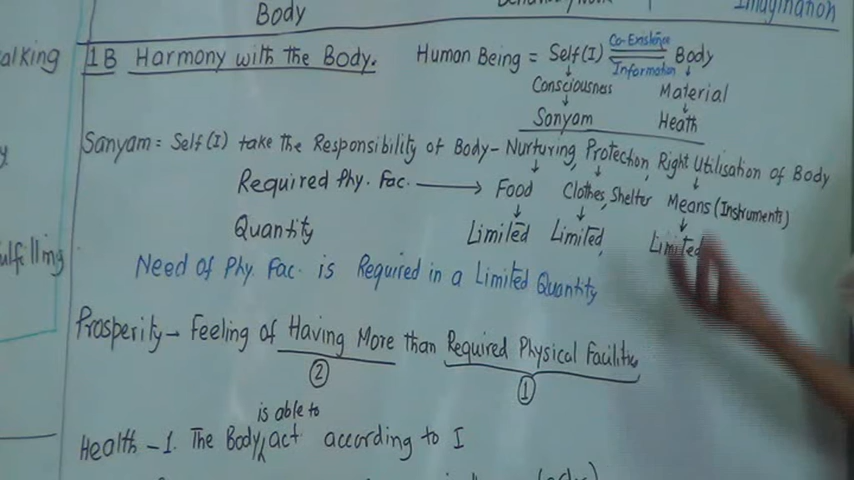 Body
Imagination
alking
1B Harmony with the Body.
Human Being = Self(I) Co-Existence Information Body
Consciousness Material
Sanyam Heath
Sanyam = Self(I) take the Responsibility of Body - Nurturing, Protection, Right Utilisation of Body
Required Phy. Fac. → Food Clothes, Shelter Means (Instruments)
Quantity Limited Limited, Limited
ulfilling
Need of Phy. Fac. is Required in a Limited Quantity
Prosperity - Feeling of Having More than Required Physical Facilities
2 1
is able to
Health - 1. The Body act according to I